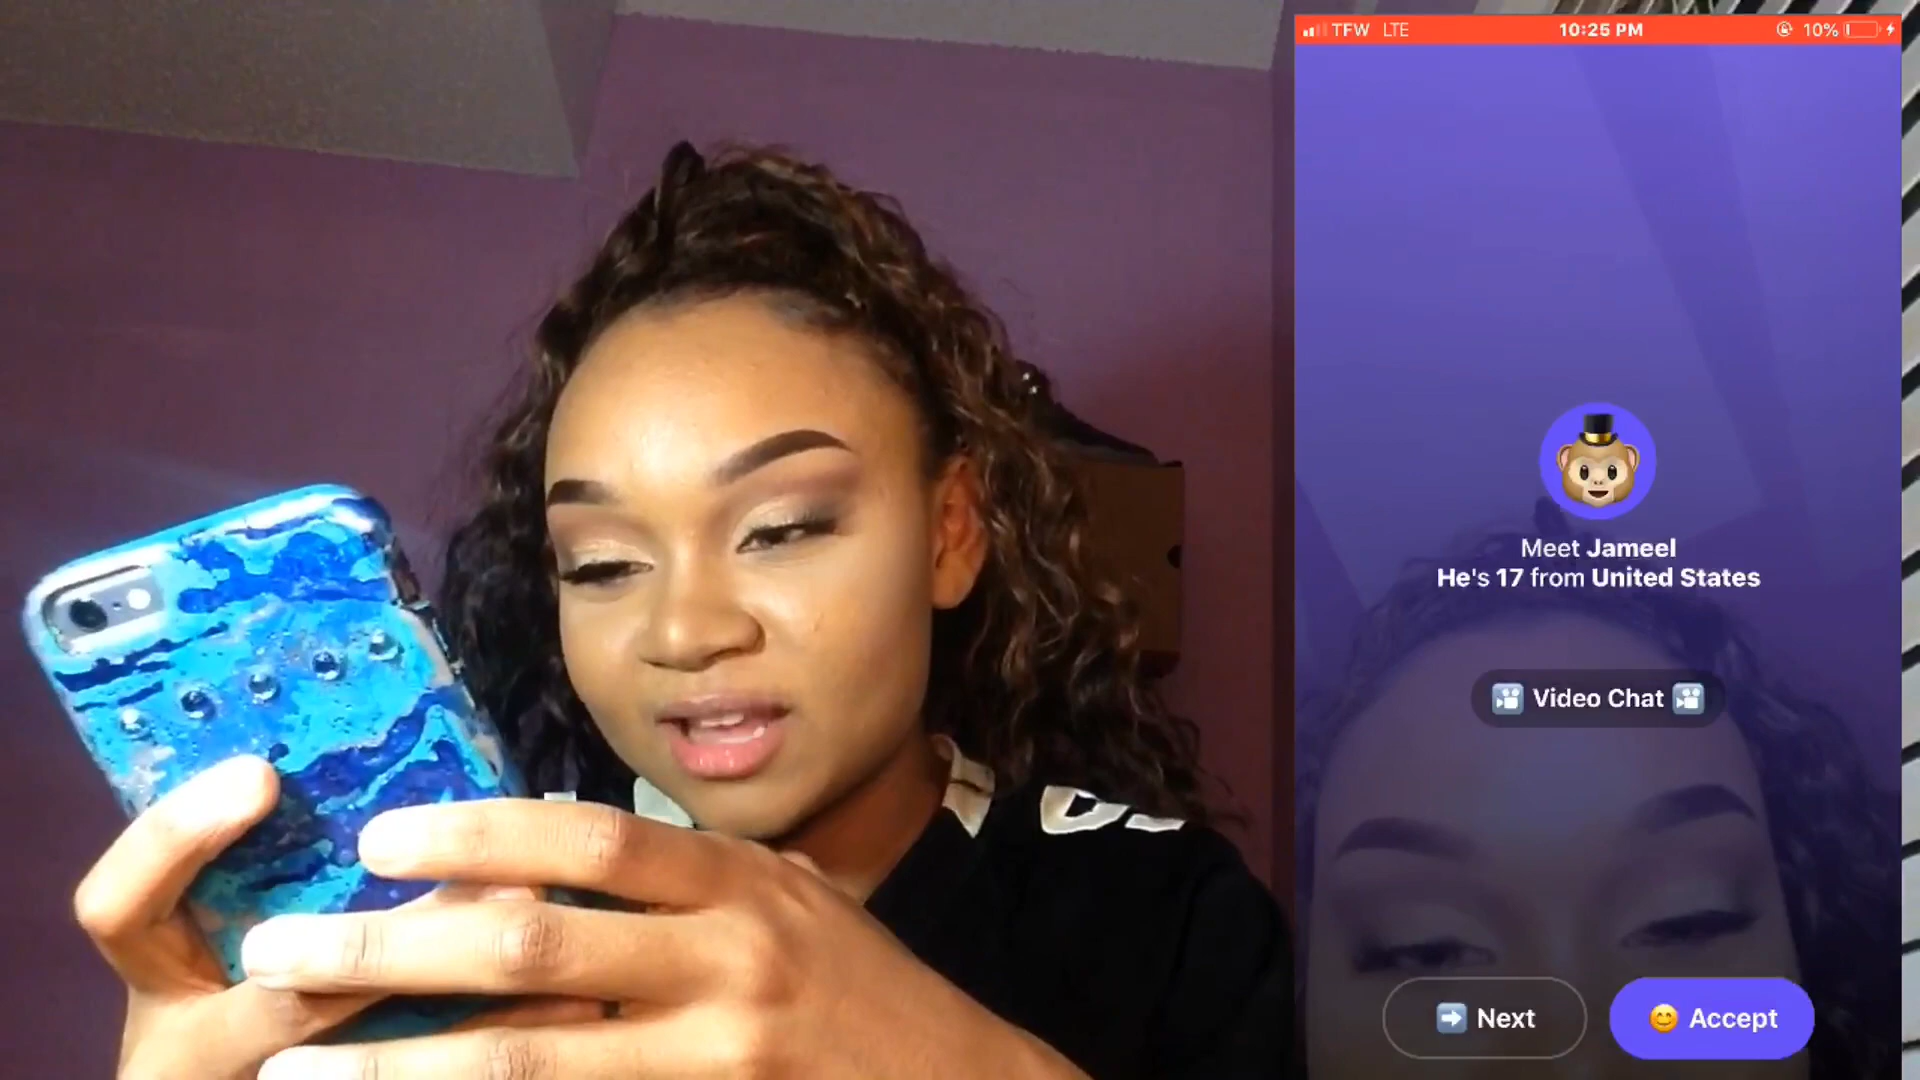 TFW LTE 10:25 PM 10%
Meet Jameel
He's 17 from United States
Video Chat
Next
Accept